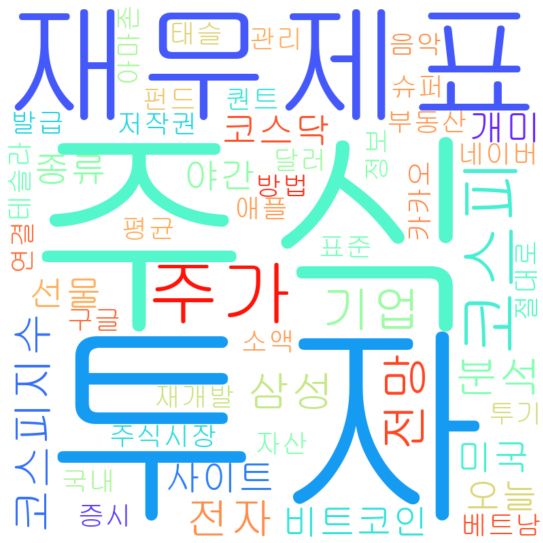 재무제표
아마존
태슬
관리
음악
슈퍼
펀드
퀀트
발급
저작권
코스닥
부동산
개미
테슬라
종류
야간
달러
정보
네이버
방법
카카오
코스피
주식
애플
평균
표준
연결
절대로
선물
주가
기업
구글
소액
코스피지수
투자
전망
분석
재개발
삼성
투기
주식시장
자산
미국
국내
사이트
오늘
증시
전자
비트코인
베트남